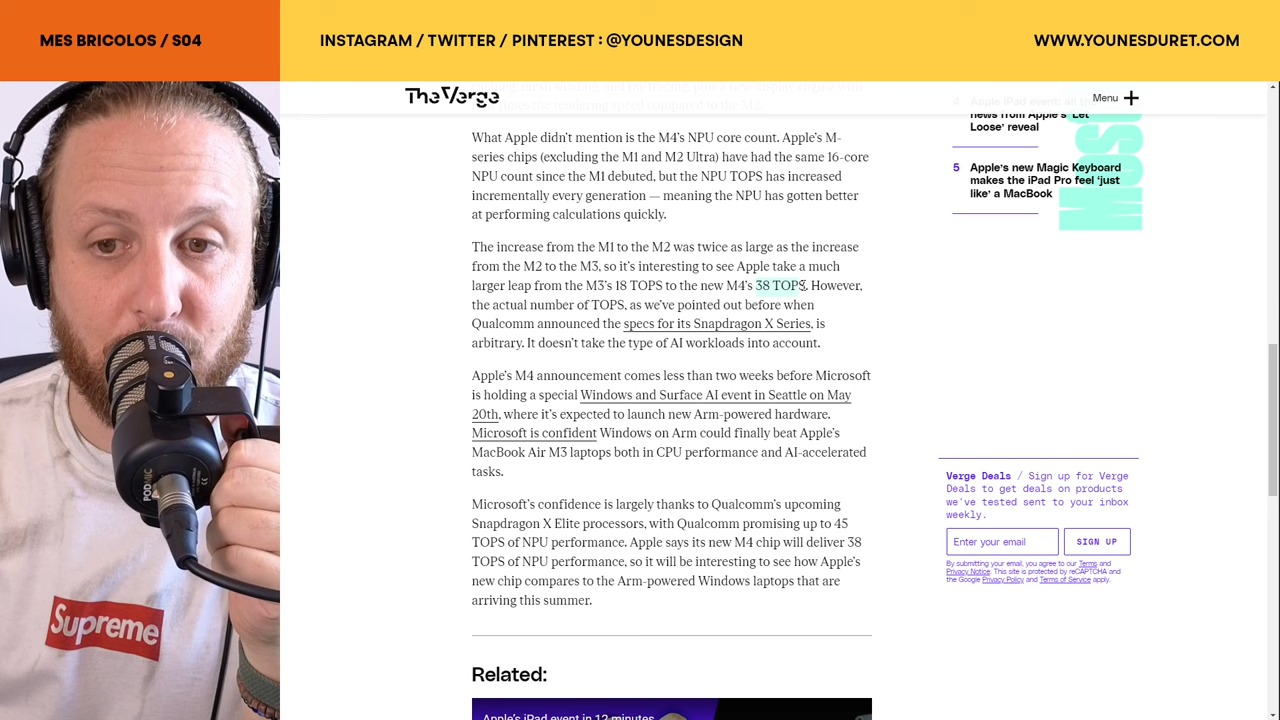 MES BRICOLOS / S04
INSTAGRAM / TWITTER / PINTEREST : @YOUNESDESIGN
WWW.YOUNESDURET.COM
The Verge
Menu
times the rendering speed compared to the M2.
What Apple didn’t mention is the M4’s NPU core count. Apple’s M-
series chips (excluding the M1 and M2 Ultra) have had the same 16-core
NPU count since the M1 debuted, but the NPU TOPS has increased
incrementally every generation — meaning the NPU has gotten better
at performing calculations quickly.
The increase from the M1 to the M2 was twice as large as the increase
from the M2 to the M3, so it’s interesting to see Apple take a much
larger leap from the M3’s 18 TOPS to the new M4’s 38 TOPS. However,
the actual number of TOPS, as we’ve pointed out before when
Qualcomm announced the specs for its Snapdragon X Series, is
arbitrary. It doesn’t take the type of AI workloads into account.
Apple’s M4 announcement comes less than two weeks before Microsoft
is holding a special Windows and Surface AI event in Seattle on May
20th, where it’s expected to launch new Arm-powered hardware.
Microsoft is confident Windows on Arm could finally beat Apple’s
MacBook Air M3 laptops both in CPU performance and AI-accelerated
tasks.
Microsoft’s confidence is largely thanks to Qualcomm’s upcoming
Snapdragon X Elite processors, with Qualcomm promising up to 45
TOPS of NPU performance. Apple says its new M4 chip will deliver 38
TOPS of NPU performance, so it will be interesting to see how Apple’s
new chip compares to the Arm-powered Windows laptops that are
arriving this summer.
Related:
Apple’s iPad event in 12 minutes
4 Apple iPad event: all the
news from Apple’s ‘Let
Loose’ reveal
5 Apple’s new Magic Keyboard
makes the iPad Pro feel ‘just
like’ a MacBook
Most
Verge Deals / Sign up for Verge
Deals to get deals on products
we've tested sent to your inbox
weekly.
Enter your email
SIGN UP
By submitting your email, you agree to our Terms and
Privacy Notice. This site is protected by reCAPTCHA and
the Google Privacy Policy and Terms of Service apply.
PODMIC
RODE
Supreme